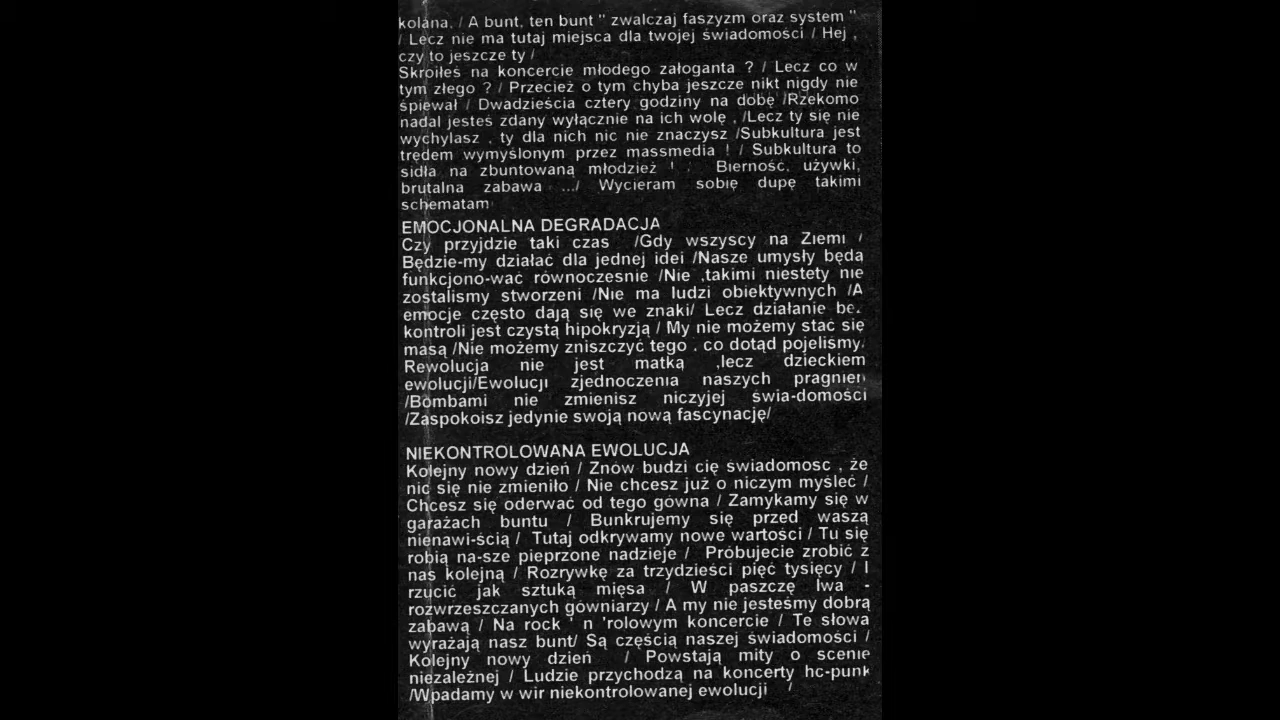 kolana, / A bunt, ten bunt " zwalczaj faszyzm oraz system "
/ Lecz nie ma tutaj miejsca dla twojej świadomości / Hej ,
czy to jeszcze ty /
Skroiłeś na koncercie młodego załoganta ? / Lecz co w
tym złego ? / Przecież o tym chyba jeszcze nikt nigdy nie
śpiewał / Dwadzieścia cztery godziny na dobę /Rzekomo
nadal jesteś zdany wyłącznie na ich wolę , /Lecz ty się nie
wychylasz , ty dla nich nic nie znaczysz /Subkultura jest
trędem wymyślonym przez massmedia ! / Subkultura to
sidła na zbuntowaną młodzież ! / Bierność, używki,
brutalna zabawa .../ Wycieram sobię dupę takimi
schematam
EMOCJONALNA DEGRADACJA
Czy przyjdzie taki czas /Gdy wszyscy na Ziemi /
Będzie-my działać dla jednej idei /Nasze umysły będa
funkcjono-wać równoczesnie /Nie ,takimi niestety nie
zostalismy stworzeni /Nie ma ludzi obiektywnych /A
emocje często dają się we znaki/ Lecz działanie
kontroli jest czystą hipokryzją / My nie możemy stać się
masą /Nie możemy zniszczyć tego , co dotąd pojeliśmy/
Rewolucja nie jest matką ,lecz dzieckiem
ewolucji/Ewolucji zjednoczenia naszych pragnień
/Bombami nie zmienisz niczyjej świa-domości
/Zaspokoisz jedynie swoją nową fascynację/
NIEKONTROLOWANA EWOLUCJA
Kolejny nowy dzień / Znów budzi cię świadomosc , że
nic się nie zmieniło / Nie chcesz już o niczym myśleć /
Chcesz się oderwać od tego gówna / Zamykamy się w
garażach buntu / Bunkrujemy się przed waszą
nienawi-ścią / Tutaj odkrywamy nowe wartości / Tu się
robią na-sze pieprzone nadzieje / Próbujecie zrobić z
nas kolejną / Rozrywkę za trzydzieści pięć tysięcy / I
rzucić jak sztuką mięsa / W paszczę lwa -
rozwrzeszczanych gówniarzy / A my nie jesteśmy dobrą
zabawą / Na rock ' n 'rolowym koncercie / Te słowa
wyrażają nasz bunt/ Są częścią naszej świadomości /
Kolejny nowy dzień / Powstają mity o scenie
niezależnej / Ludzie przychodzą na koncerty hc-punk
/Wpadamy w wir niekontrolowanej ewolucji /